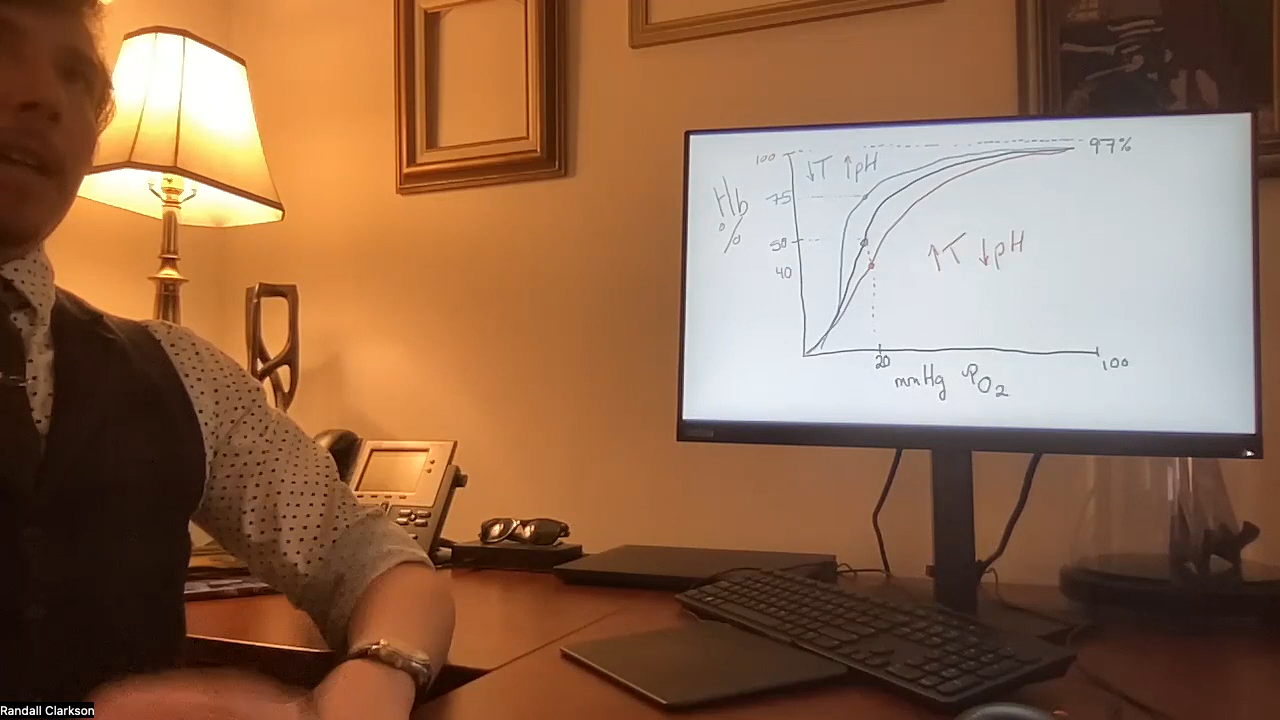 100
↓T ↑pH
97%
Hb
%
75
50
40
↑T ↓pH
20
100
mmHg PO₂
Randall Clarkson